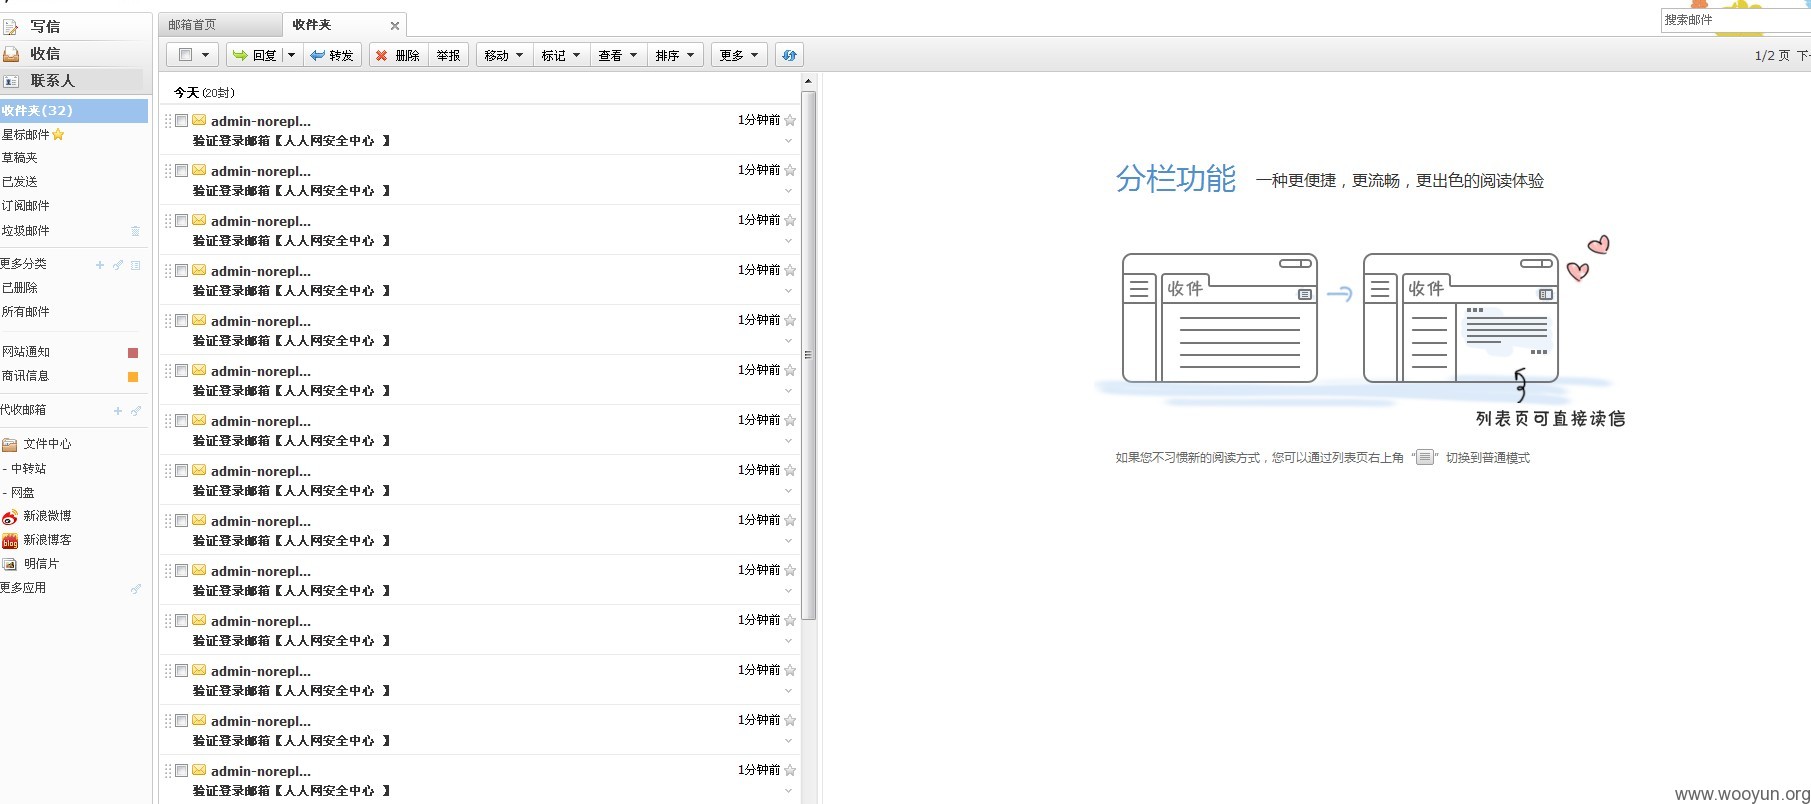 写信
收信
联系人
收件夹(32)
星标邮件
草稿夹
已发送
订阅邮件
垃圾邮件
更多分类
已删除
所有邮件
网站通知
商讯信息
代收邮箱
文件中心
- 中转站
- 网盘
新浪微博
blog 新浪博客
明信片
更多应用
邮箱首页 收件夹
搜索邮件
回复 转发 删除 举报 移动 标记 查看 排序 更多
1/2 页
今天 (20封)
admin-norepl... 1分钟前
验证登录邮箱【人人网安全中心 】
admin-norepl... 1分钟前
验证登录邮箱【人人网安全中心 】
admin-norepl... 1分钟前
验证登录邮箱【人人网安全中心 】
admin-norepl... 1分钟前
验证登录邮箱【人人网安全中心 】
admin-norepl... 1分钟前
验证登录邮箱【人人网安全中心 】
admin-norepl... 1分钟前
验证登录邮箱【人人网安全中心 】
admin-norepl... 1分钟前
验证登录邮箱【人人网安全中心 】
admin-norepl... 1分钟前
验证登录邮箱【人人网安全中心 】
admin-norepl... 1分钟前
验证登录邮箱【人人网安全中心 】
admin-norepl... 1分钟前
验证登录邮箱【人人网安全中心 】
admin-norepl... 1分钟前
验证登录邮箱【人人网安全中心 】
admin-norepl... 1分钟前
验证登录邮箱【人人网安全中心 】
admin-norepl... 1分钟前
验证登录邮箱【人人网安全中心 】
admin-norepl... 1分钟前
验证登录邮箱【人人网安全中心 】
分栏功能 一种更便捷，更流畅，更出色的阅读体验
收件 收件
列表页可直接读信
如果您不习惯新的阅读方式，您可以通过列表页右上角“ ”切换到普通模式
www.wooyun.org